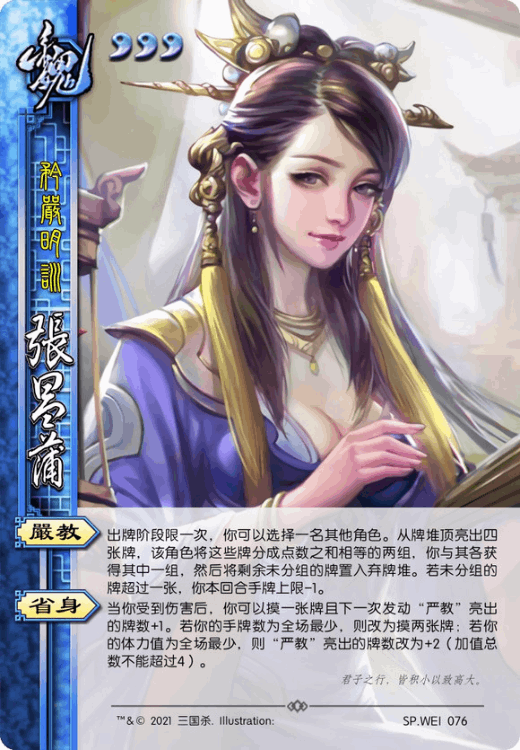 魏
矜嚴明訓
張昌蒲
嚴教
出牌阶段限一次，你可以选择一名其他角色。从牌堆顶亮出四
张牌，该角色将这些牌分成点数之和相等的两组，你与其各获
得其中一组，然后将剩余未分组的牌置入弃牌堆。若未分组的
牌超过一张，你本回合手牌上限-1。
省身
当你受到伤害后，你可以摸一张牌且下一次发动“严教”亮出
的牌数+1。若你的手牌数为全场最少，则改为摸两张牌；若你
的体力值为全场最少，则“严教”亮出的牌数改为+2（加值总
数不能超过4）。
君子之行，皆积小以致高大。
™&© 2021 三国杀. Illustration:
SP.WEI 076